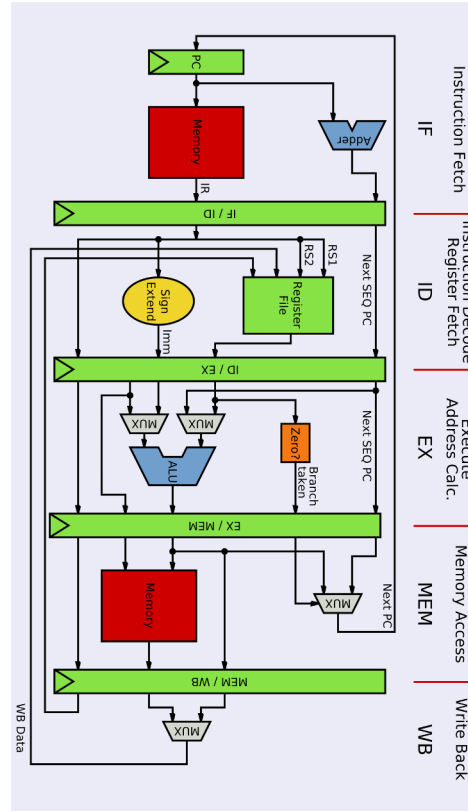 Instruction Fetch
IF
Instruction Decode
Register Fetch
ID
Execute
Address Calc.
EX
Memory Access
MEM
Write Back
WB
PC
Adder
Memory
IR
IF / ID
Next SEQ PC
RS1
RS2
Register
File
Sign
Extend
Imm
ID / EX
Next SEQ PC
MUX
MUX
Zero?
Branch
taken
ALU
EX / MEM
Next PC
MUX
Memory
MEM / WB
MUX
WB Data